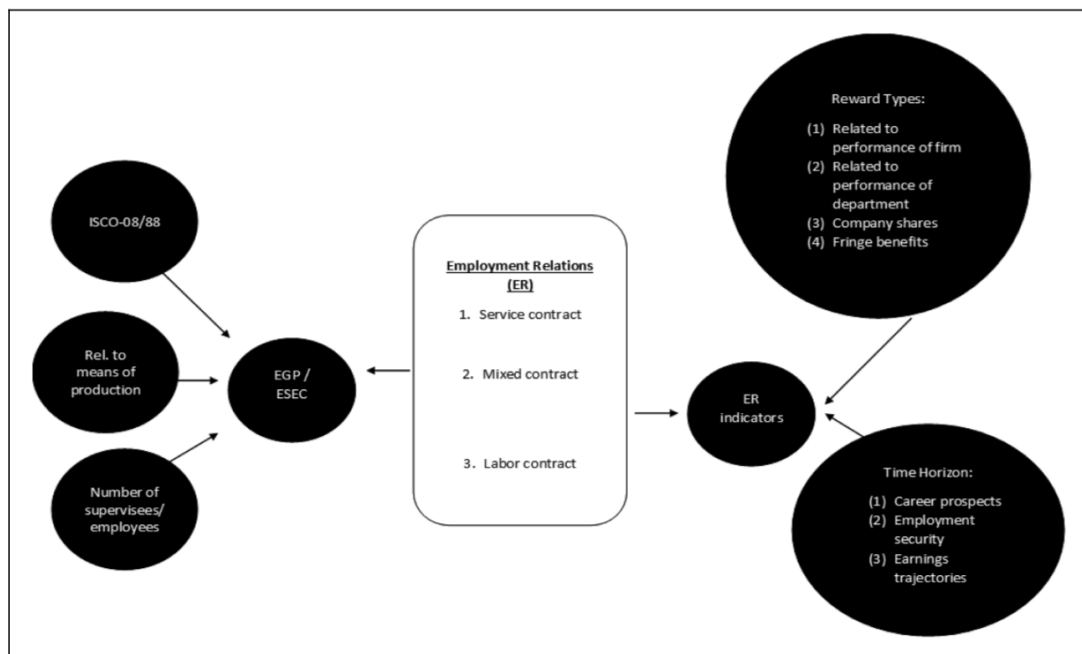 ISCO-08/88
Rel. to
means of
production
Number of
supervisees/
employees
EGP /
ESEC
Employment Relations
(ER)
1. Service contract
2. Mixed contract
3. Labor contract
ER
indicators
Reward Types:
(1) Related to
performance of firm
(2) Related to
performance of
department
(3) Company shares
(4) Fringe benefits
Time Horizon:
(1) Career prospects
(2) Employment
security
(3) Earnings
trajectories